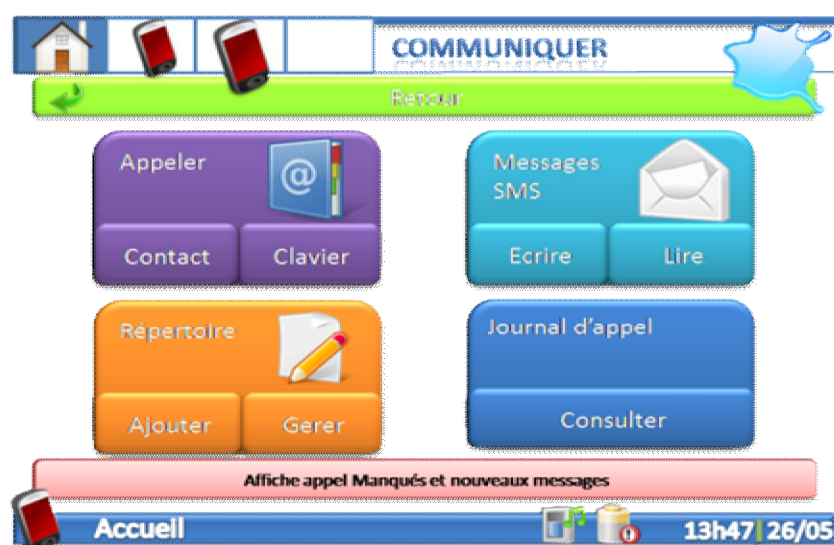 COMMUNIQUER
Retour
Appeler
Contact
Clavier
Messages
SMS
Ecrire
Lire
Répertoire
Ajouter
Gerer
Journal d'appel
Consulter
Affiche appel Manqués et nouveaux messages
Accueil
13h47|26/05